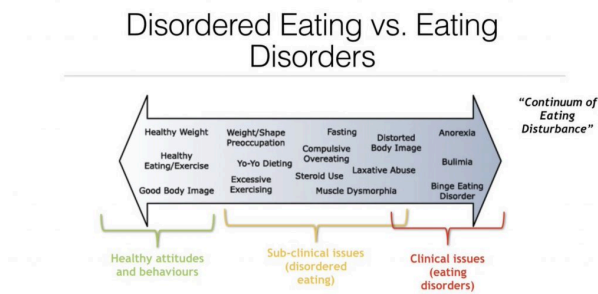 Disordered Eating vs. Eating
Disorders
“Continuum of
Eating
Disturbance”
Healthy Weight
Healthy
Eating/Exercise
Good Body Image
Weight/Shape
Preoccupation
Yo-Yo Dieting
Excessive
Exercising
Fasting
Compulsive
Overeating
Steroid Use
Muscle Dysmorphia
Distorted
Body Image
Laxative Abuse
Anorexia
Bulimia
Binge Eating
Disorder
Healthy attitudes
and behaviours
Sub-clinical issues
(disordered
eating)
Clinical issues
(eating
disorders)